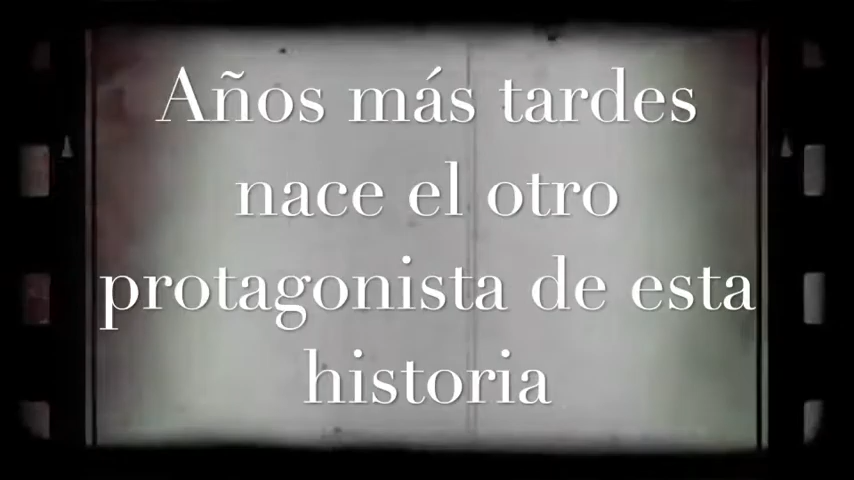 Años más tardes
nace el otro
protagonista de esta
historia